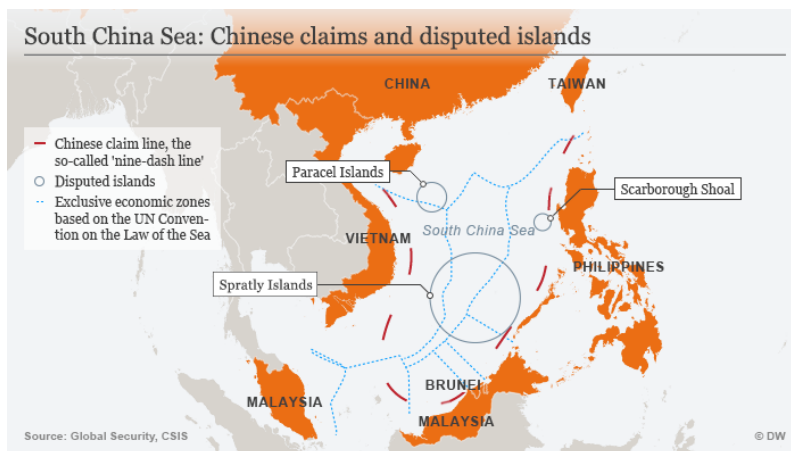 South China Sea: Chinese claims and disputed islands
CHINA
TAIWAN
Chinese claim line, the
so-called 'nine-dash line'
Disputed islands
Exclusive economic zones
based on the UN Conven-
tion on the Law of the Sea
Paracel Islands
Scarborough Shoal
South China Sea
VIETNAM
PHILIPPINES
Spratly Islands
BRUNEI
MALAYSIA
MALAYSIA
Source: Global Security, CSIS
© DW